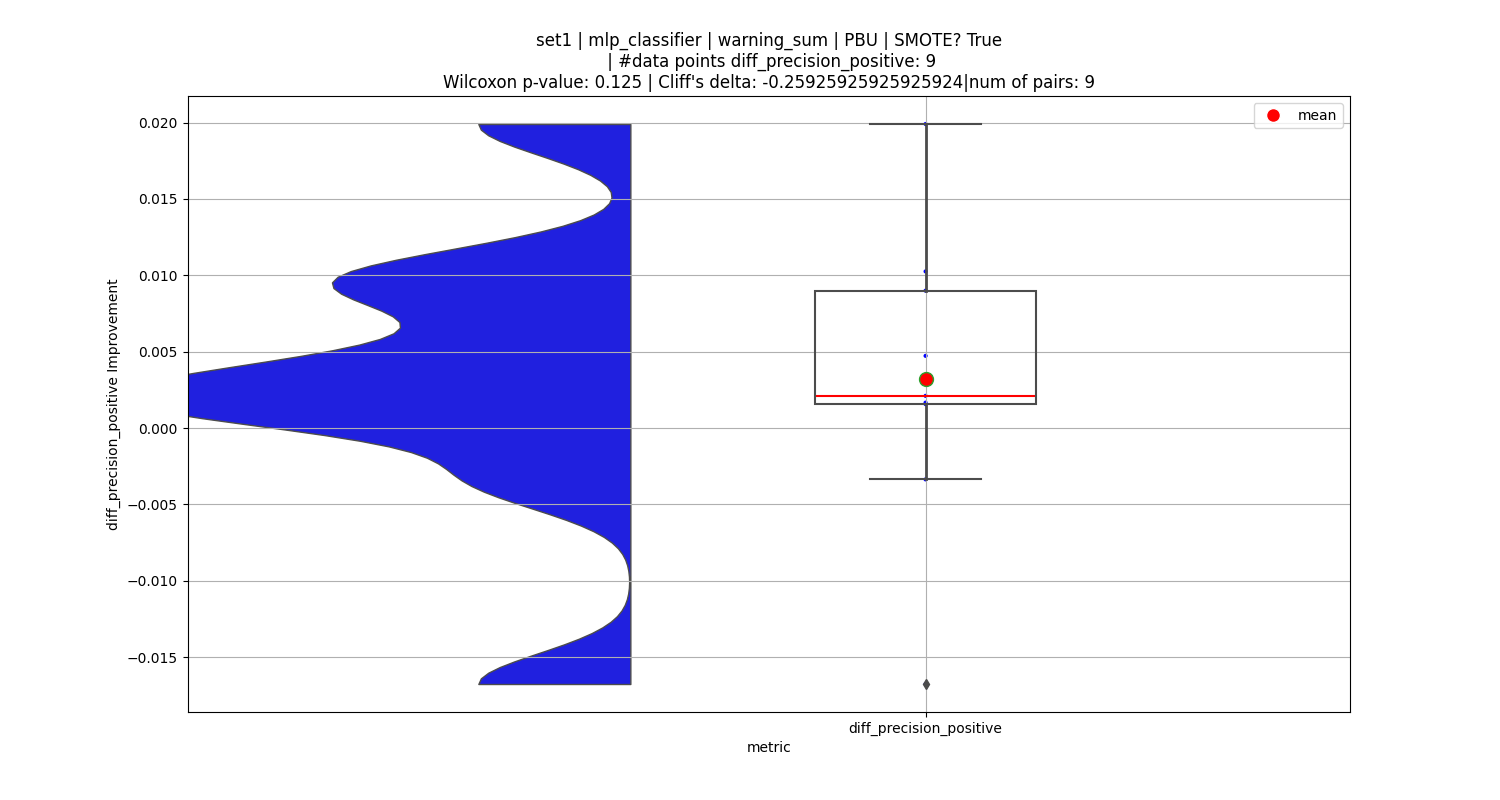 set1 | mlp_classifier | warning_sum | PBU | SMOTE? True
| #data points diff_precision_positive: 9
Wilcoxon p-value: 0.125 | Cliff's delta: -0.25925925925925924|num of pairs: 9
mean
0.020
0.015
0.010
0.005
0.000
−0.005
−0.010
−0.015
diff_precision_positive Improvement
diff_precision_positive
metric